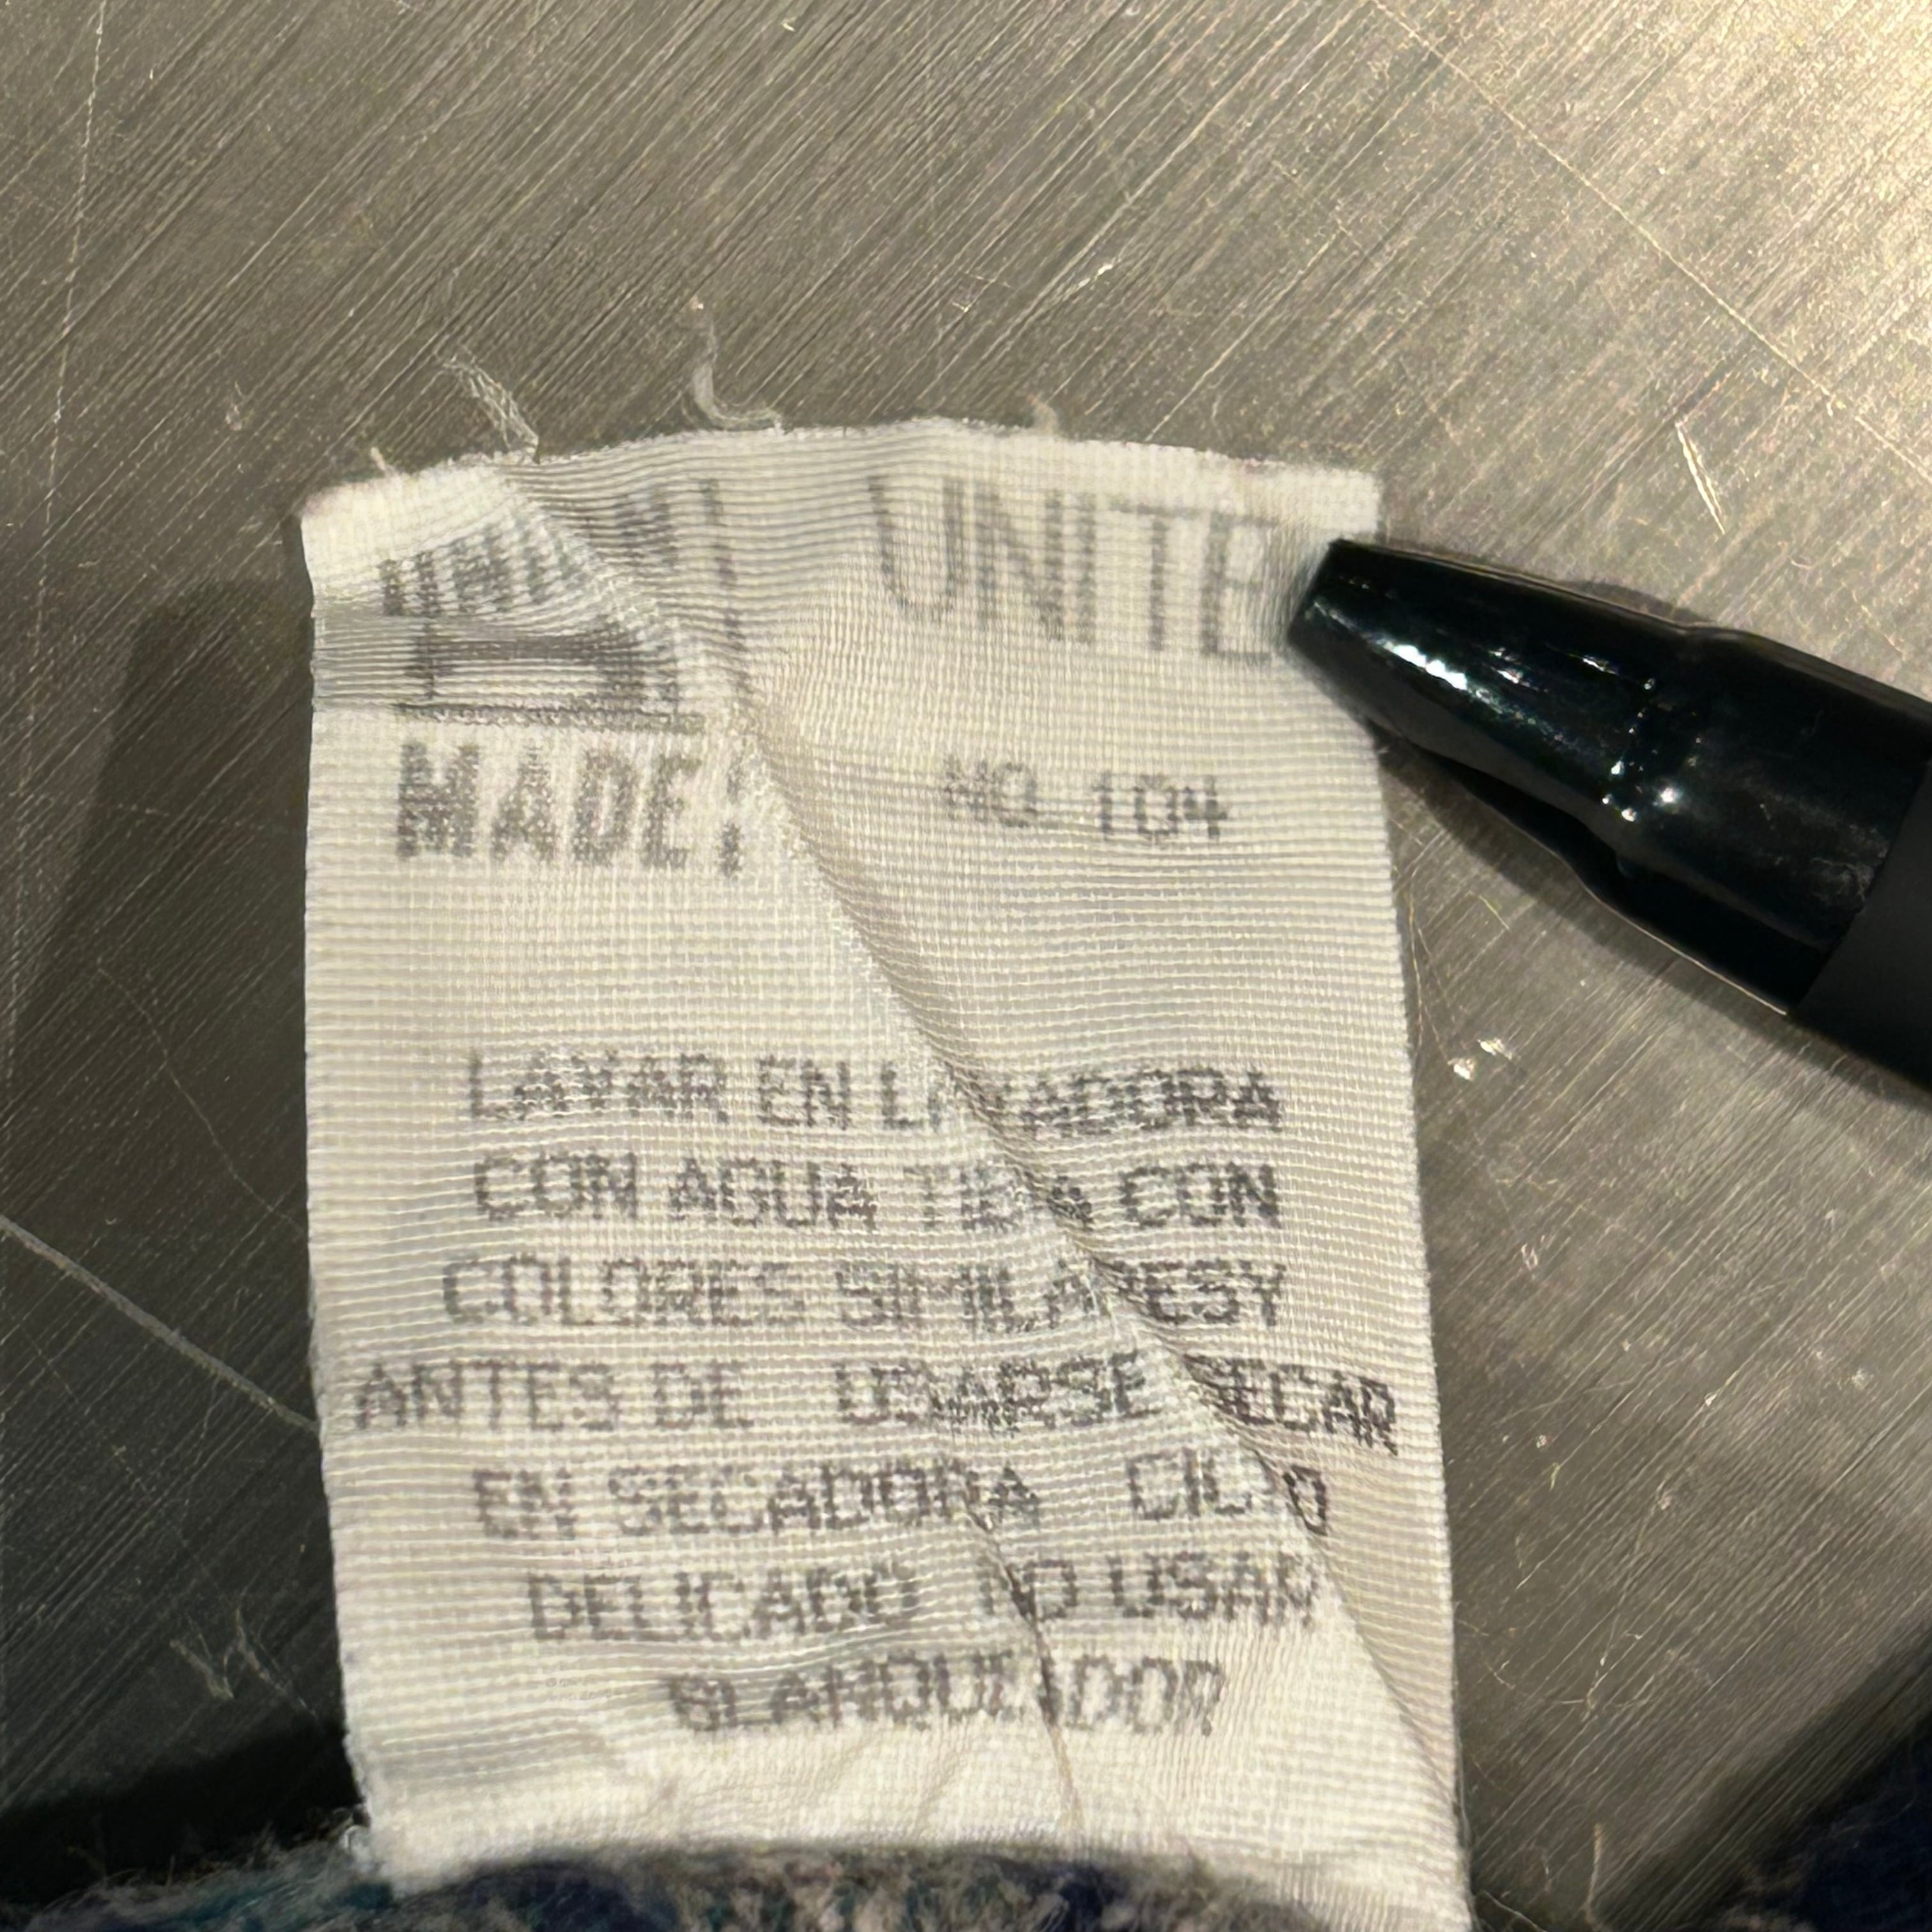 UNITE
MADE
NO. 104
LAVAR EN LAVADORA
CON AGUA TIBIA CON
COLORES SIMILARESY
ANTES DE USARSE SECAR
EN SECADORA CICLO
DELICADO NO USAR
BLANQUEADOR